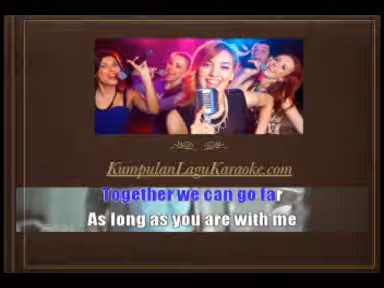 KumpulanLaguKaraoke.com
Together we can go far
As long as you are with me